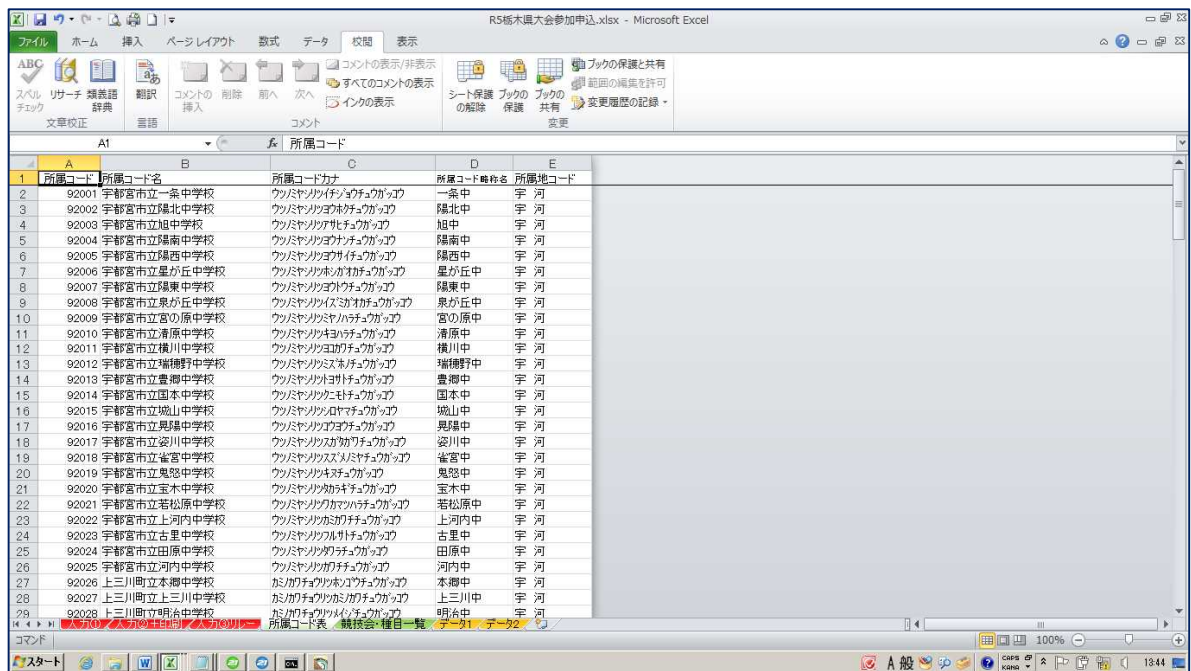 R5栃木県大会参加申込.xlsx - Microsoft Excel
ファイル ホーム 挿入 ページ レイアウト 数式 データ 校閲 表示
ABC コメントの表示/非表示 ブックの保護と共有
すべてのコメントの表示 範囲の編集を許可
インクの表示 変更履歴の記録
スペル リサーチ 類義語 翻訳 コメントの 削除 前へ 次へ シート保護 ブックの ブックの
チェック 辞典 挿入 の解除 保護 共有
文章校正 言語 コメント 変更
A1 fx 所属コード
A B C D E
1 所属コード 所属コード名 所属コードカナ 所属コード略称名 所属地コード
2 92001 宇都宮市立一条中学校 ウツノミヤシリツイチジョウチュウガッコウ 一条中 宇 河
3 92002 宇都宮市立陽北中学校 ウツノミヤシリツヨウホクチュウガッコウ 陽北中 宇 河
4 92003 宇都宮市立旭中学校 ウツノミヤシリツアサヒチュウガッコウ 旭中 宇 河
5 92004 宇都宮市立陽南中学校 ウツノミヤシリツヨウナンチュウガッコウ 陽南中 宇 河
6 92005 宇都宮市立陽西中学校 ウツノミヤシリツヨウサイチュウガッコウ 陽西中 宇 河
7 92006 宇都宮市立星が丘中学校 ウツノミヤシリツホシガオカチュウガッコウ 星が丘中 宇 河
8 92007 宇都宮市立陽東中学校 ウツノミヤシリツヨウトウチュウガッコウ 陽東中 宇 河
9 92008 宇都宮市立泉が丘中学校 ウツノミヤシリツイズミガオカチュウガッコウ 泉が丘中 宇 河
10 92009 宇都宮市立宮の原中学校 ウツノミヤシリツミヤノハラチュウガッコウ 宮の原中 宇 河
11 92010 宇都宮市立清原中学校 ウツノミヤシリツキヨハラチュウガッコウ 清原中 宇 河
12 92011 宇都宮市立横川中学校 ウツノミヤシリツヨコカワチュウガッコウ 横川中 宇 河
13 92012 宇都宮市立瑞穂野中学校 ウツノミヤシリツミズホノチュウガッコウ 瑞穂野中 宇 河
14 92013 宇都宮市立豊郷中学校 ウツノミヤシリツトヨサトチュウガッコウ 豊郷中 宇 河
15 92014 宇都宮市立国本中学校 ウツノミヤシリツクニモトチュウガッコウ 国本中 宇 河
16 92015 宇都宮市立城山中学校 ウツノミヤシリツシロヤマチュウガッコウ 城山中 宇 河
17 92016 宇都宮市立晃陽中学校 ウツノミヤシリツコウヨウチュウガッコウ 晃陽中 宇 河
18 92017 宇都宮市立姿川中学校 ウツノミヤシリツスガタガワチュウガッコウ 姿川中 宇 河
19 92018 宇都宮市立雀宮中学校 ウツノミヤシリツスズメノミヤチュウガッコウ 雀宮中 宇 河
20 92019 宇都宮市立鬼怒中学校 ウツノミヤシリツキヌチュウガッコウ 鬼怒中 宇 河
21 92020 宇都宮市立宝木中学校 ウツノミヤシリツタカラギチュウガッコウ 宝木中 宇 河
22 92021 宇都宮市立若松原中学校 ウツノミヤシリツワカマツハラチュウガッコウ 若松原中 宇 河
23 92022 宇都宮市立上河内中学校 ウツノミヤシリツカミカワチチュウガッコウ 上河内中 宇 河
24 92023 宇都宮市立古里中学校 ウツノミヤシリツフルサトチュウガッコウ 古里中 宇 河
25 92024 宇都宮市立田原中学校 ウツノミヤシリツタワラチュウガッコウ 田原中 宇 河
26 92025 宇都宮市立河内中学校 ウツノミヤシリツカワチチュウガッコウ 河内中 宇 河
27 92026 上三川町立本郷中学校 カミノカワチョウリツホンゴウチュウガッコウ 本郷中 宇 河
28 92027 上三川町立上三川中学校 カミノカワチョウリツカミノカワチュウガッコウ 上三川中 宇 河
29 92028 上三川町立明治中学校 カミノカワチョウリツメイジチュウガッコウ 明治中 宇 河
入力① 入力②+印刷 入力③リレー 所属コード表 競技会・種目一覧 データ1 データ2
コマンド 100%
スタート A 般 CAPS KANA 13:44